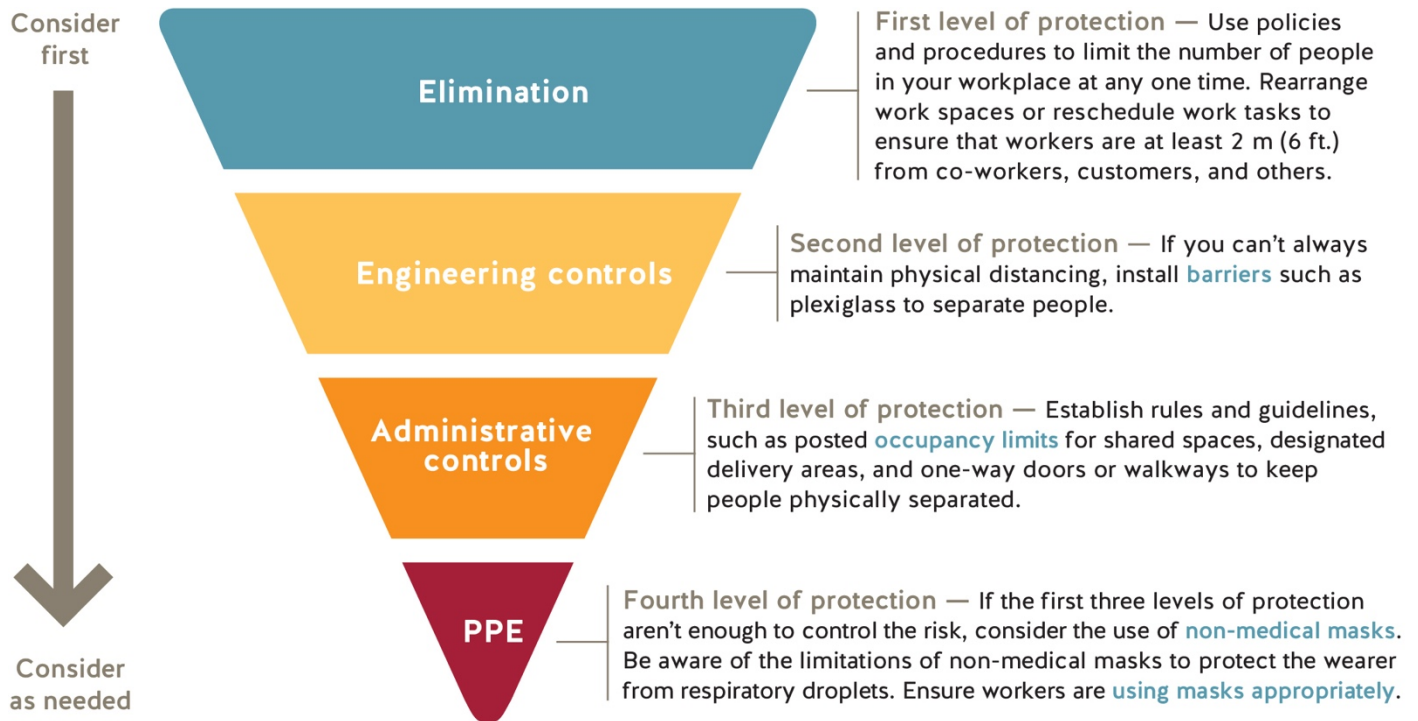 Consider
first
Elimination
First level of protection — Use policies
and procedures to limit the number of people
in your workplace at any one time. Rearrange
work spaces or reschedule work tasks to
ensure that workers are at least 2 m (6 ft.)
from co-workers, customers, and others.
Engineering controls
Second level of protection — If you can’t always
maintain physical distancing, install barriers such as
plexiglass to separate people.
Administrative
controls
Third level of protection — Establish rules and guidelines,
such as posted occupancy limits for shared spaces, designated
delivery areas, and one-way doors or walkways to keep
people physically separated.
PPE
Fourth level of protection — If the first three levels of protection
aren’t enough to control the risk, consider the use of non-medical masks.
Be aware of the limitations of non-medical masks to protect the wearer
from respiratory droplets. Ensure workers are using masks appropriately.
Consider
as needed